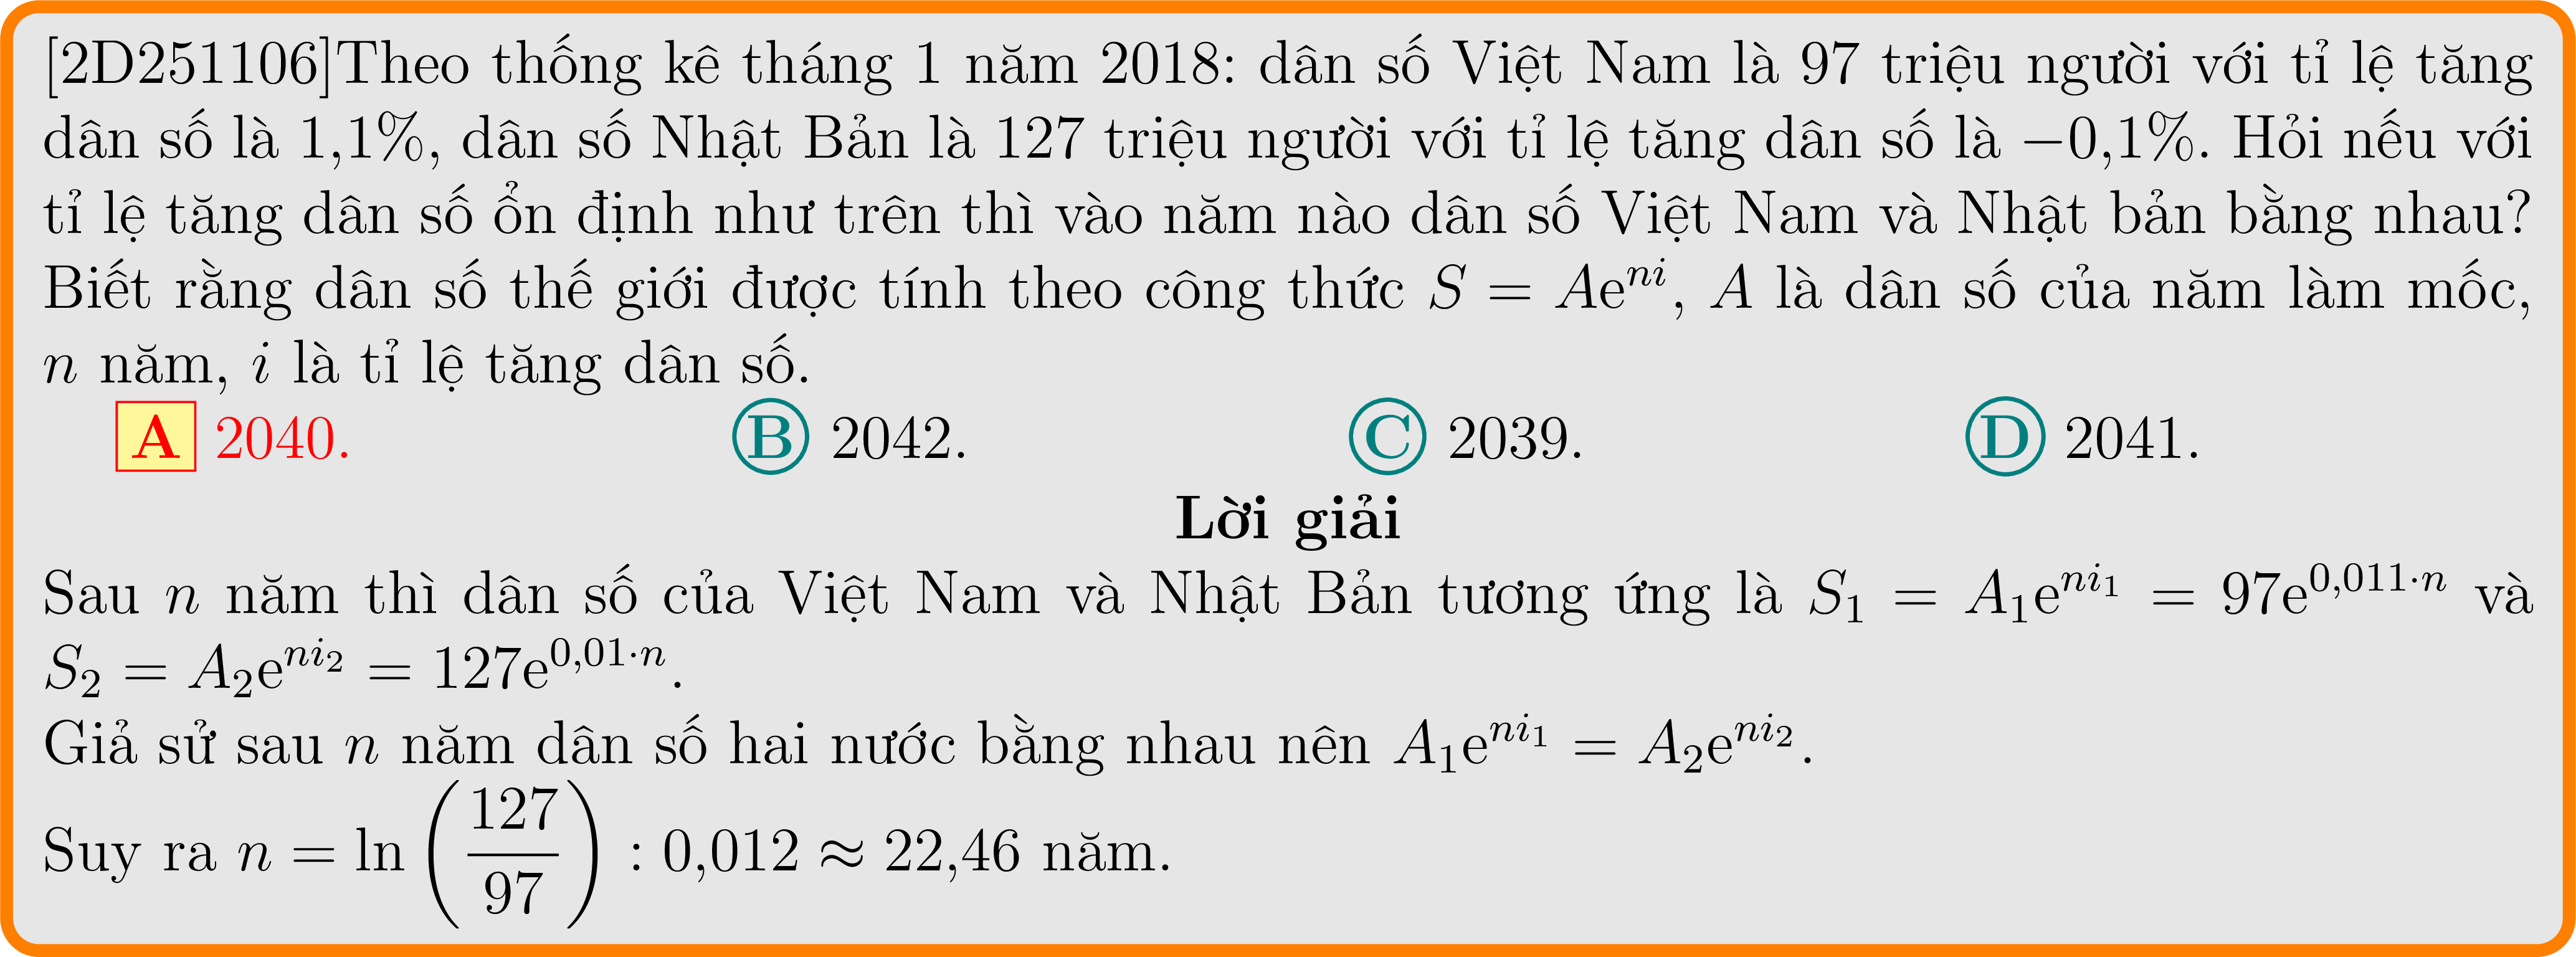 [2D251106]Theo thống kê tháng 1 năm 2018: dân số Việt Nam là 97 triệu người với tỉ lệ tăng
dân số là 1,1%, dân số Nhật Bản là 127 triệu người với tỉ lệ tăng dân số là −0,1%. Hỏi nếu với
tỉ lệ tăng dân số ổn định như trên thì vào năm nào dân số Việt Nam và Nhật bản bằng nhau?
Biết rằng dân số thế giới được tính theo công thức $S = Ae^{ni}$, $A$ là dân số của năm làm mốc,
$n$ năm, $i$ là tỉ lệ tăng dân số.
A 2040. B 2042. C 2039. D 2041.
Lời giải
Sau $n$ năm thì dân số của Việt Nam và Nhật Bản tương ứng là $S_1 = A_1e^{ni_1} = 97e^{0,011·n}$ và
$S_2 = A_2e^{ni_2} = 127e^{0,01·n}$.
Giả sử sau $n$ năm dân số hai nước bằng nhau nên $A_1e^{ni_1} = A_2e^{ni_2}$.
Suy ra $n = \ln\left(\frac{127}{97}\right) : 0,012 ≈ 22,46$ năm.